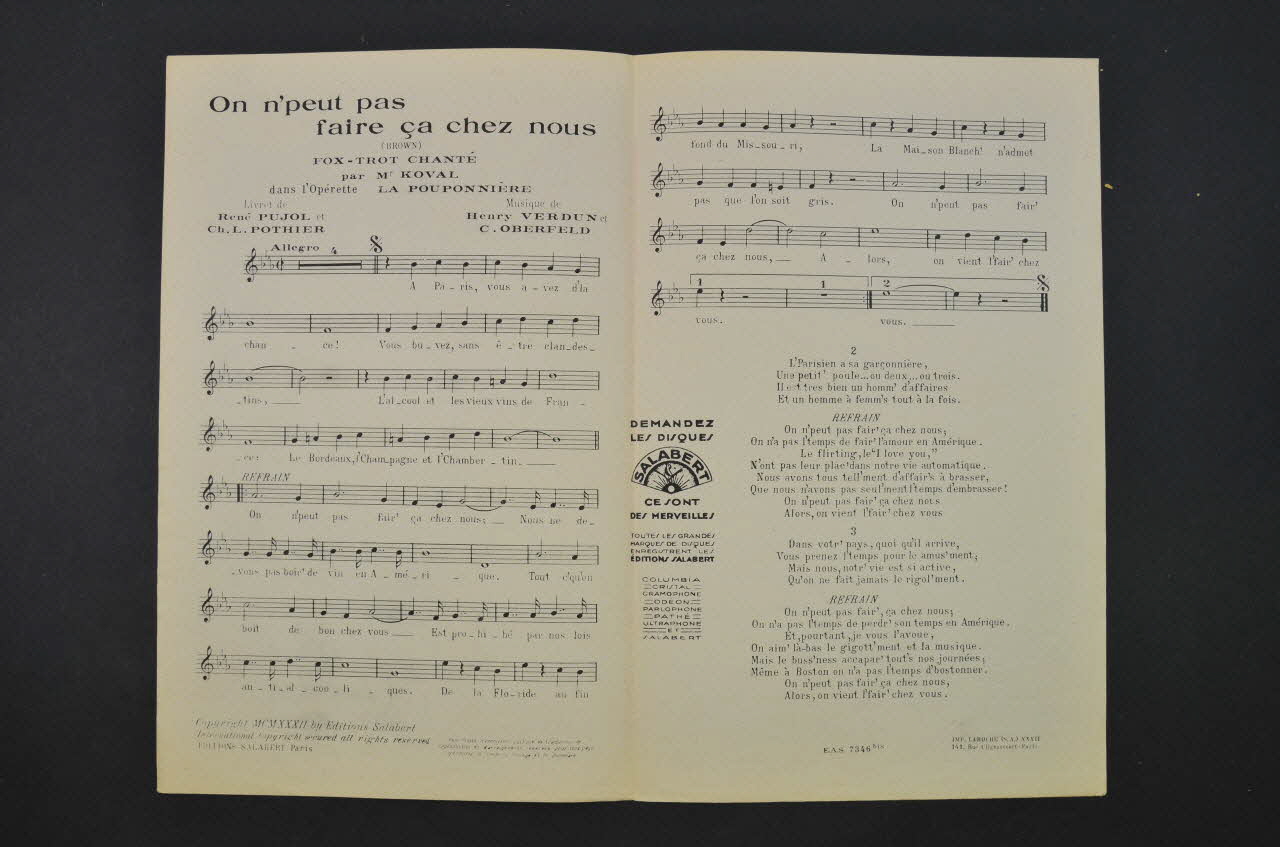 On n'peut pas
faire ça chez nous
(BROWN)
FOX-TROT CHANTÉ
par Mr KOVAL
dans l'Opérette LA POUPONNIÈRE
Livret de
René PUJOL et
Ch. L. POTHIER
Musique de
Henry VERDUN et
C. OBERFELD
Allegro 4
A Pa - ris, vous a - vez d'la
chan - ce! Vous bu - vez, sans ê - tre clan - des -
- tins, L'al - cool et les vieux vins de Fran -
- ce: Le Bordeaux, l'Cham - pagne et l'Chamber - tin.
REFRAIN
On n'peut pas fair' ça chez nous; Nous ne de -
- vons pas boir' de vin en A - mé - ri - que. Tout c'qu'on
boit de bon chez vous Est pro - hi - bé par nos lois
an - ti - al - coo - li - ques. De la Flo - ride au fin
Copyright MCMXXXII by Editions Salabert
International copyright secured all rights reserved
EDITIONS SALABERT Paris
fond du Mis - sou - ri, La Mai - son Blanch' n'admet
pas que l'on soit gris. On n'peut pas fair'
ça chez nous, A - lors, on vient l'fair' chez
1 1 2
vous. vous.
2
L'Parisien a sa garçonnière,
Une petit' poule... ou deux... ou trois.
Il est tres bien un homm' d'affaires
Et un homme à femm's tout à la fois.
REFRAIN
On n'peut pas fair' ça chez nous;
On n'a pas l'temps de fair' l'amour en Amérique.
Le flirting, le "I love you,"
N'ont pas leur plac' dans notre vie automatique.
Nous avons tous tell'ment d'affair's à brasser,
Que nous n'avons pas seul'ment l'temps d'embrasser!
On n'peut pas fair' ça chez nous
Alors, on vient l'fair' chez vous
3
Dans votr' pays, quoi qu'il arrive,
Vous prenez l'temps pour le amus'ment;
Mais nous, notr' vie est si active,
Qu'on ne fait jamais le rigol'ment.
REFRAIN
On n'peut pas fair', ça chez nous;
On n'a pas l'temps de perdr' son temps en Amérique.
Et, pourtant, je vous l'avoue,
On aim' là-bas le gigott'ment et la musique.
Mais le buss'ness accapar' tout's nos journées;
Même à Boston on n'a pas l'temps d'bostonner.
On n'peut pas fair' ça chez nous,
Alors, on vient l'fair' chez vous.
DEMANDEZ
LES DISQUES
SALABERT
CE SONT
DES MERVEILLES
TOUTES LES GRANDES
MARQUES DE DISQUES
ENREGISTRENT LES
ÉDITIONS SALABERT
COLUMBIA
CRISTAL
GRAMOPHONE
ODEON
PARLOPHONE
PATHÉ
ULTRAPHONE
ET
SALABERT
E.A.S. 7346 bis
IMP. LAROCHE (S.A.) XXXII
141, Rue Clignancourt-Paris